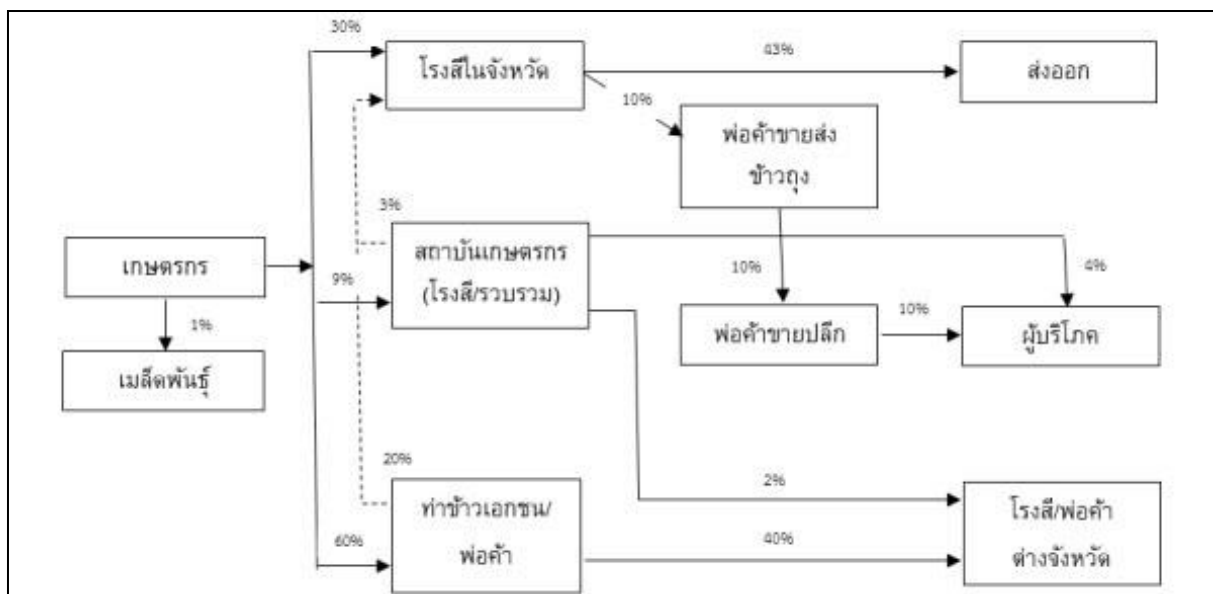 30%
43%
โรงสีในจังหวัด
ส่งออก
10%
พ่อค้าขายส่ง
ข้าวถุง
3%
สถาบันเกษตรกร
(โรงสี/รวบรวม)
เกษตรกร
9%
10%
4%
1%
10%
พ่อค้าขายปลีก
ผู้บริโภค
เมล็ดพันธุ์
20%
2%
ท่าข้าวเอกชน/
พ่อค้า
โรงสี/พ่อค้า
ต่างจังหวัด
60%
40%